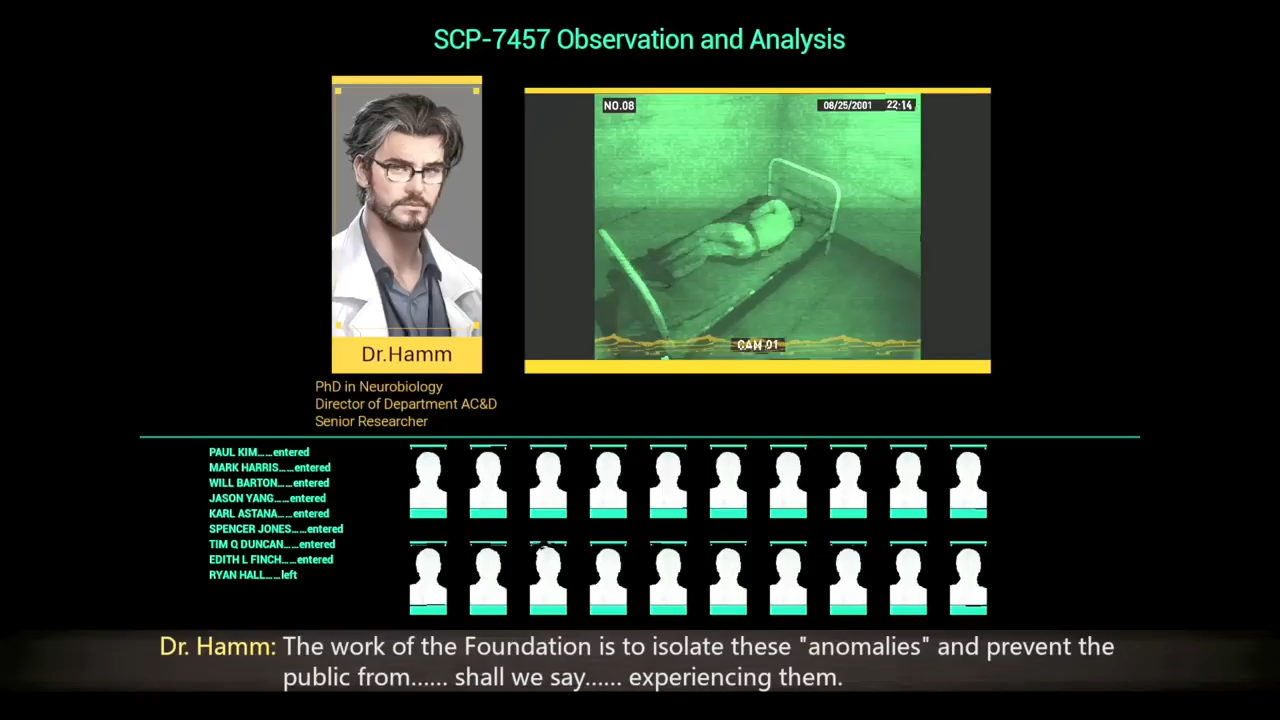 SCP-7457 Observation and Analysis
NO.08
08/25/2001 22:14
CAM 01
Dr.Hamm
PhD in Neurobiology
Director of Department AC&D
Senior Researcher
PAUL KIM......entered
MARK HARRIS......entered
WILL BARTON......entered
JASON YANG......entered
KARL ASTANA......entered
SPENCER JONES......entered
TIM Q DUNCAN......entered
EDITH L FINCH......entered
RYAN HALL......left
Dr. Hamm: The work of the Foundation is to isolate these "anomalies" and prevent the
public from...... shall we say...... experiencing them.